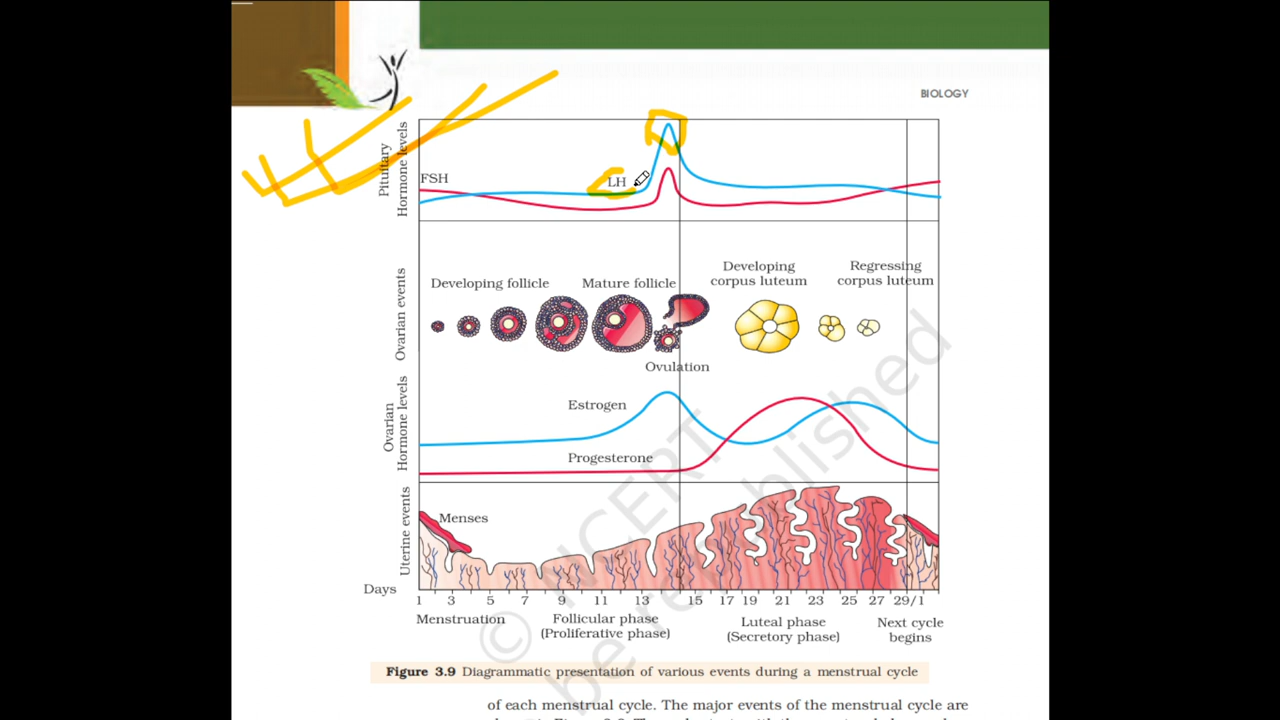 BIOLOGY
Pituitary
Hormone levels
FSH
LH
Ovarian events
Developing follicle
Mature follicle
Developing
corpus luteum
Regressing
corpus luteum
Ovulation
Ovarian
Hormone levels
Estrogen
Progesterone
Uterine events
Menses
Days
1 3 5 7 9 11 13 15 17 19 21 23 25 27 29/1
Menstruation
Follicular phase
(Proliferative phase)
Luteal phase
(Secretory phase)
Next cycle
begins
Figure 3.9 Diagrammatic presentation of various events during a menstrual cycle
of each menstrual cycle. The major events of the menstrual cycle are
© NCERT
be republished